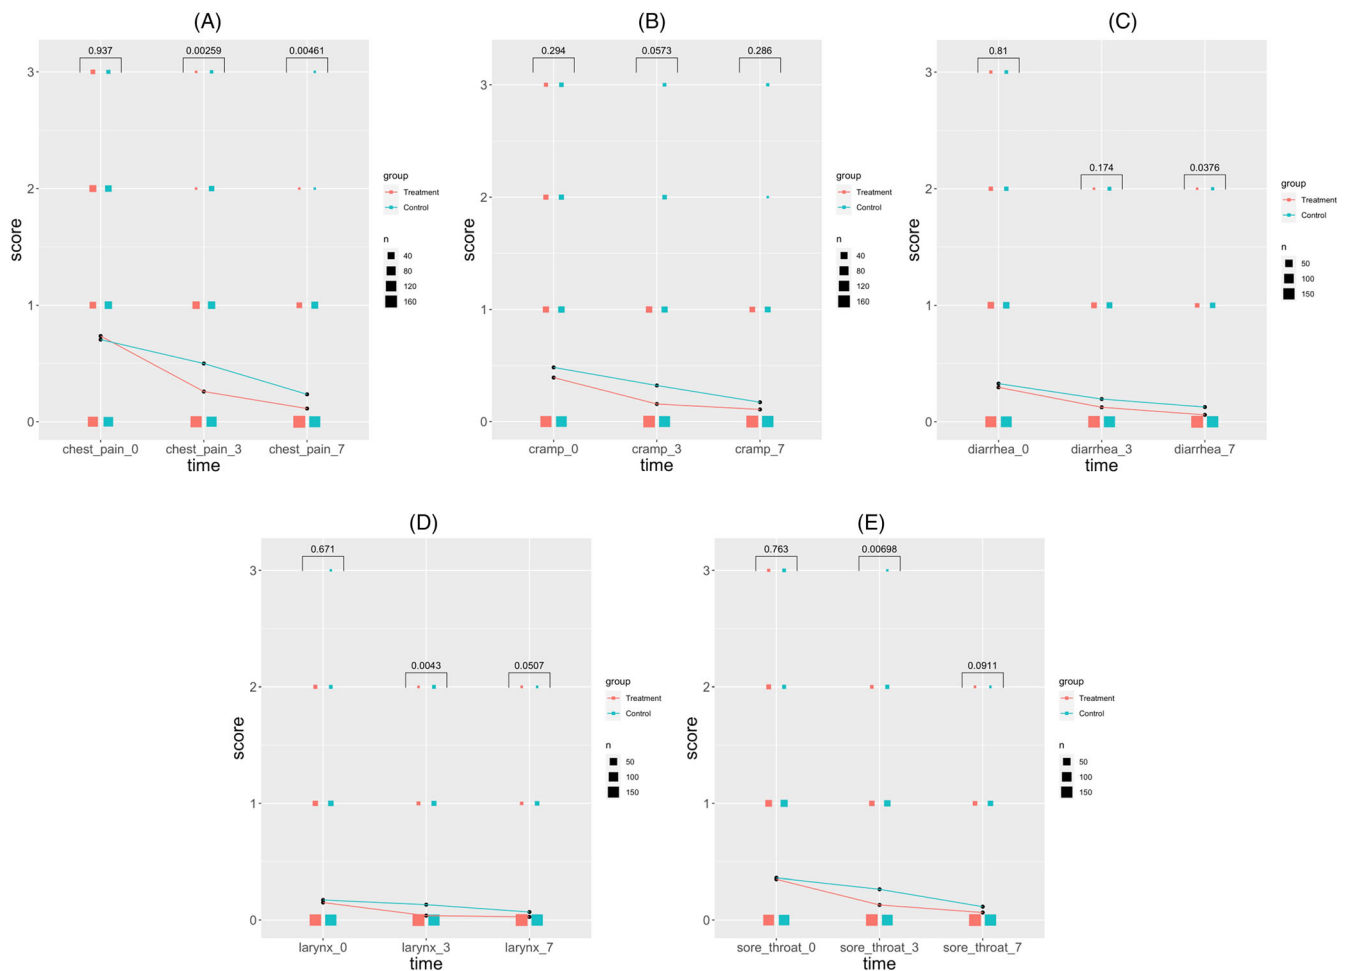 (A)
0.937
0.00259
0.00461
3
2
1
0
score
chest_pain_0
chest_pain_3
chest_pain_7
time
group
Treatment
Control
n
40
80
120
160
(B)
0.294
0.0573
0.286
3
2
1
0
score
cramp_0
cramp_3
cramp_7
time
group
Treatment
Control
n
40
80
120
160
(C)
0.81
0.174
0.0376
3
2
1
0
score
diarrhea_0
diarrhea_3
diarrhea_7
time
group
Treatment
Control
n
50
100
150
(D)
0.671
0.0043
0.0507
3
2
1
0
score
larynx_0
larynx_3
larynx_7
time
group
Treatment
Control
n
50
100
150
(E)
0.763
0.00698
0.0911
3
2
1
0
score
sore_throat_0
sore_throat_3
sore_throat_7
time
group
Treatment
Control
n
50
100
150